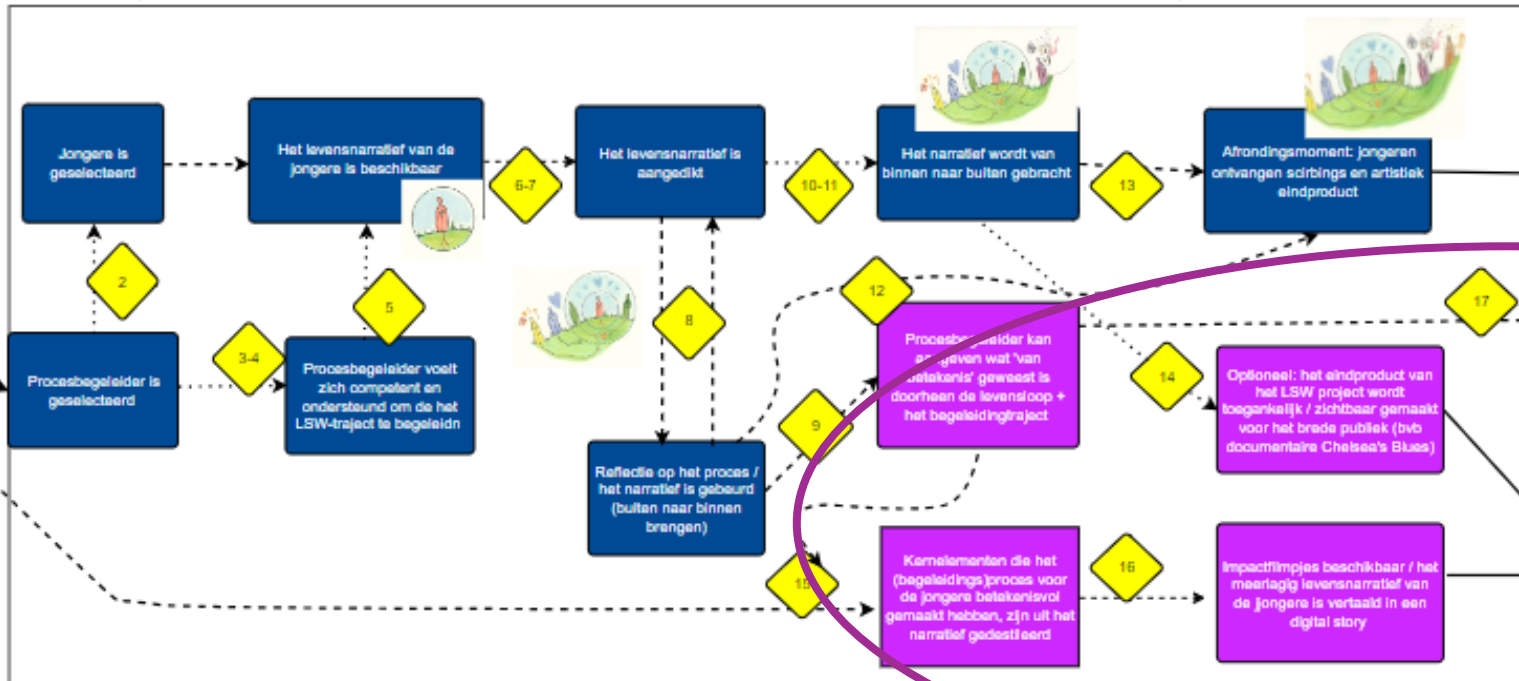 Jongere is
geselecteerd
Het levensnarratief van de
jongere is beschikbaar
6-7
Het levensnarratief is
aangedikt
10-11
Het narratief wordt van
binnen naar buiten gebracht
13
Afrondingsmoment: jongeren
ontvangen scirbings en artistiek
eindproduct
2
5
8
12
17
Procesbegeleider is
geselecteerd
3-4
Procesbegeleider voelt
zich competent en
ondersteund om de het
LSW-traject te begeleidn
9
Procesbegeleider kan
aangeven wat 'van
betekenis' geweest is
doorheen de levensloop +
het begeleidingtraject
14
Optioneel: het eindproduct van
het LSW project wordt
toegankelijk / zichtbaar gemaakt
voor het brede publiek (bvb
documentaire Chelsea's Blues)
Reflectie op het proces /
het narratief is gebeurd
(buiten naar binnen
brengen)
15
Kernelementen die het
(begeleidings)proces voor
de jongere betekenisvol
gemaakt hebben, zijn uit het
narratief gedestileerd
16
Impactfilmpjes beschikbaar / het
meerlagig levensnarratief van
de jjongere is vertaald in een
digital story